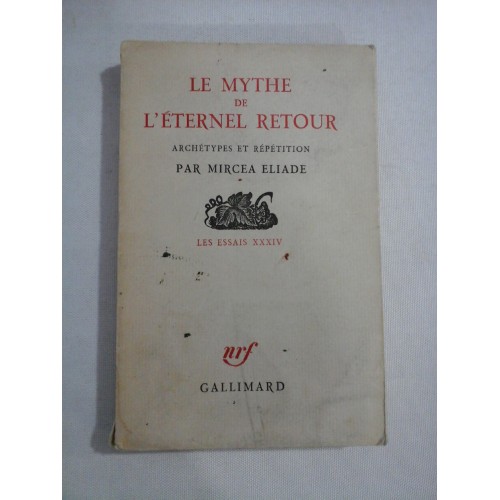 LE MYTHE
DE
L'ÉTERNEL RETOUR
ARCHÉTYPES ET RÉPÉTITION
PAR MIRCEA ELIADE
LES ESSAIS XXXIV
nrf
GALLIMARD